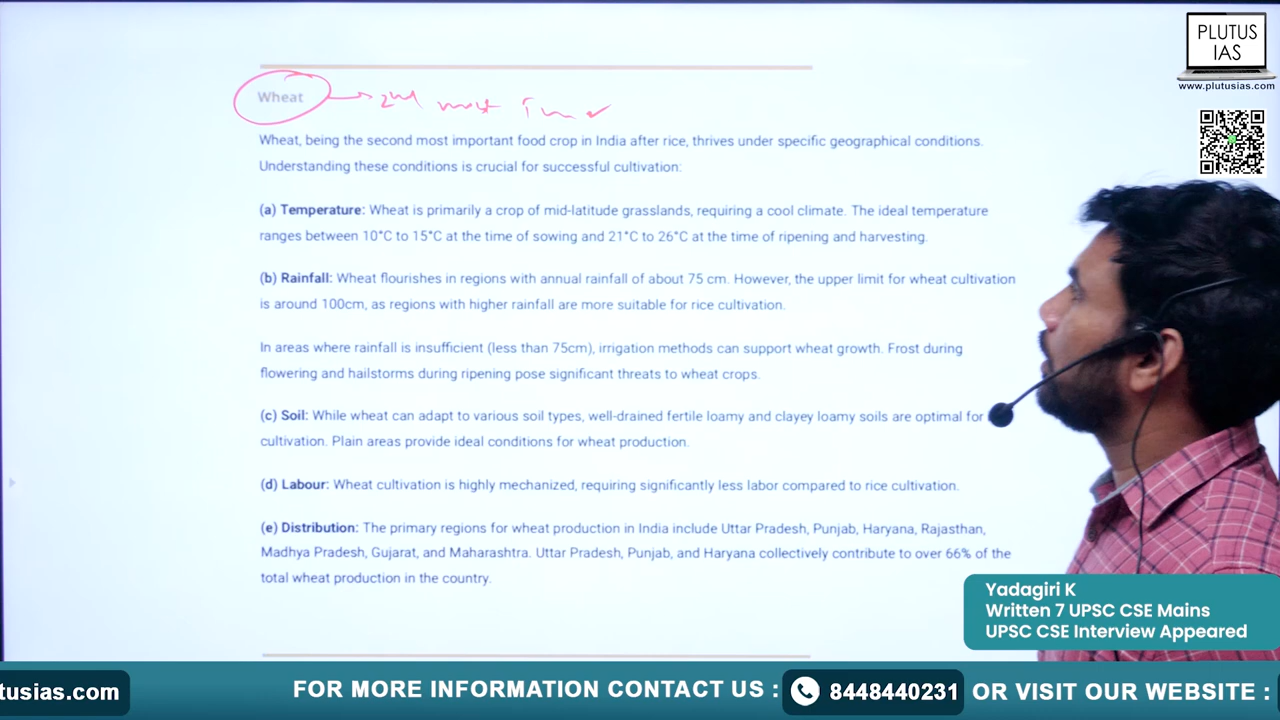 PLUTUS
IAS
www.plutusias.com
Wheat
2nd most Im
Wheat, being the second most important food crop in India after rice, thrives under specific geographical conditions.
Understanding these conditions is crucial for successful cultivation:
(a) Temperature: Wheat is primarily a crop of mid-latitude grasslands, requiring a cool climate. The ideal temperature
ranges between 10°C to 15°C at the time of sowing and 21°C to 26°C at the time of ripening and harvesting.
(b) Rainfall: Wheat flourishes in regions with annual rainfall of about 75 cm. However, the upper limit for wheat cultivation
is around 100cm, as regions with higher rainfall are more suitable for rice cultivation.
In areas where rainfall is insufficient (less than 75cm), irrigation methods can support wheat growth. Frost during
flowering and hailstorms during ripening pose significant threats to wheat crops.
(c) Soil: While wheat can adapt to various soil types, well-drained fertile loamy and clayey loamy soils are optimal for
cultivation. Plain areas provide ideal conditions for wheat production.
(d) Labour: Wheat cultivation is highly mechanized, requiring significantly less labor compared to rice cultivation.
(e) Distribution: The primary regions for wheat production in India include Uttar Pradesh, Punjab, Haryana, Rajasthan,
Madhya Pradesh, Gujarat, and Maharashtra. Uttar Pradesh, Punjab, and Haryana collectively contribute to over 66% of the
total wheat production in the country.
Yadagiri K
Written 7 UPSC CSE Mains
UPSC CSE Interview Appeared
tusias.com FOR MORE INFORMATION CONTACT US : 8448440231 OR VISIT OUR WEBSITE :